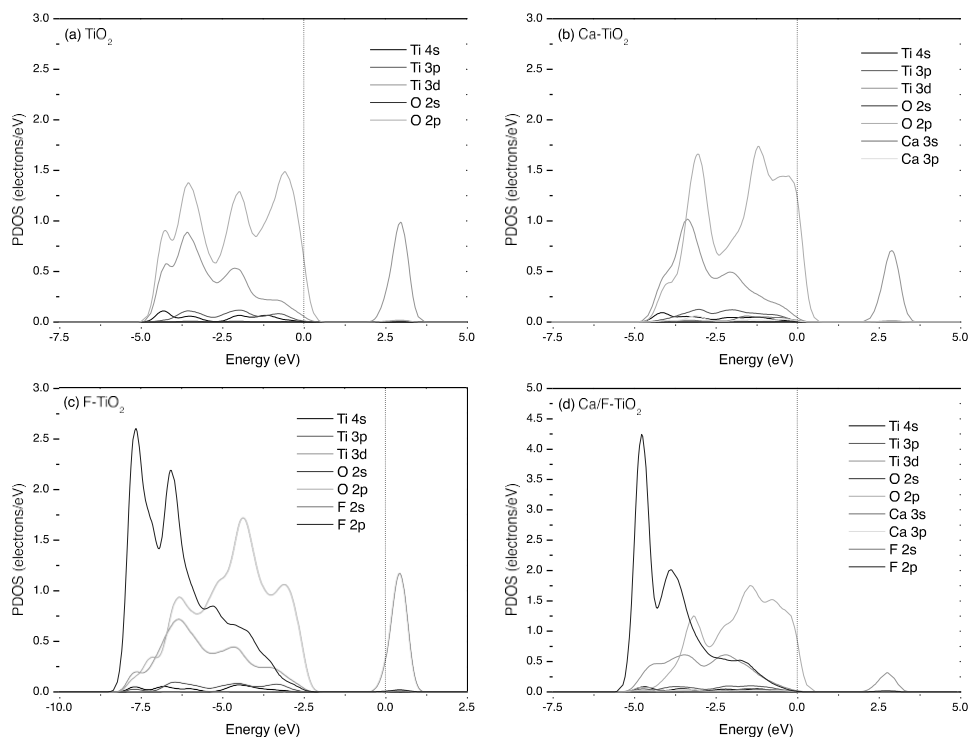 (a) TiO2
Ti 4s
Ti 3p
Ti 3d
O 2s
O 2p
PDOS (electrons/eV)
3.0
2.5
2.0
1.5
1.0
0.5
0.0
-7.5
-5.0
-2.5
0.0
2.5
5.0
Energy (eV)
(b) Ca-TiO2
Ti 4s
Ti 3p
Ti 3d
O 2s
O 2p
Ca 3s
Ca 3p
PDOS (electrons/eV)
3.0
2.5
2.0
1.5
1.0
0.5
0.0
-7.5
-5.0
-2.5
0.0
2.5
5.0
Energy (eV)
(c) F-TiO2
Ti 4s
Ti 3p
Ti 3d
O 2s
O 2p
F 2s
F 2p
PDOS (electrons/eV)
3.0
2.5
2.0
1.5
1.0
0.5
0.0
-10.0
-7.5
-5.0
-2.5
0.0
2.5
Energy (eV)
(d) Ca/F-TiO2
Ti 4s
Ti 3p
Ti 3d
O 2s
O 2p
Ca 3s
Ca 3p
F 2s
F 2p
PDOS (electrons/eV)
5.0
4.5
4.0
3.5
3.0
2.5
2.0
1.5
1.0
0.5
0.0
-7.5
-5.0
-2.5
0.0
2.5
5.0
Energy (eV)